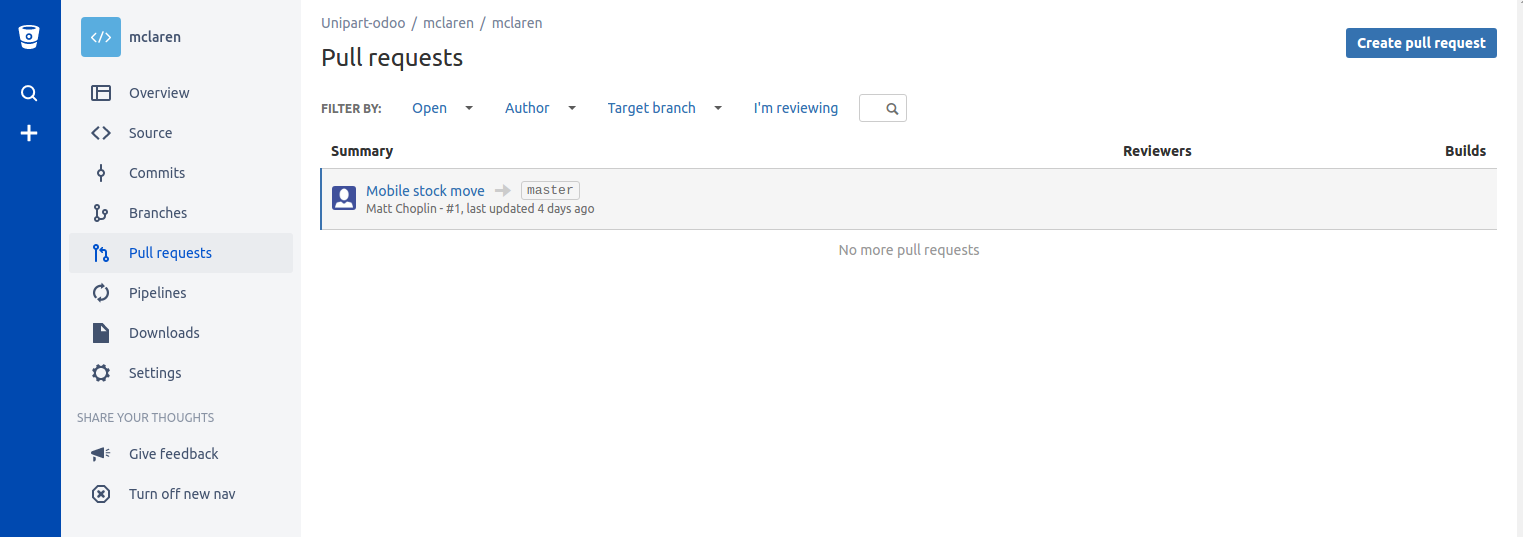 mclaren
Overview
Source
Commits
Branches
Pull requests
Pipelines
Downloads
Settings
SHARE YOUR THOUGHTS
Give feedback
Turn off new nav
Unipart-odoo / mclaren / mclaren
Pull requests
Create pull request
FILTER BY: Open Author Target branch I'm reviewing
Summary Reviewers Builds
Mobile stock move master
Matt Choplin - #1, last updated 4 days ago
No more pull requests